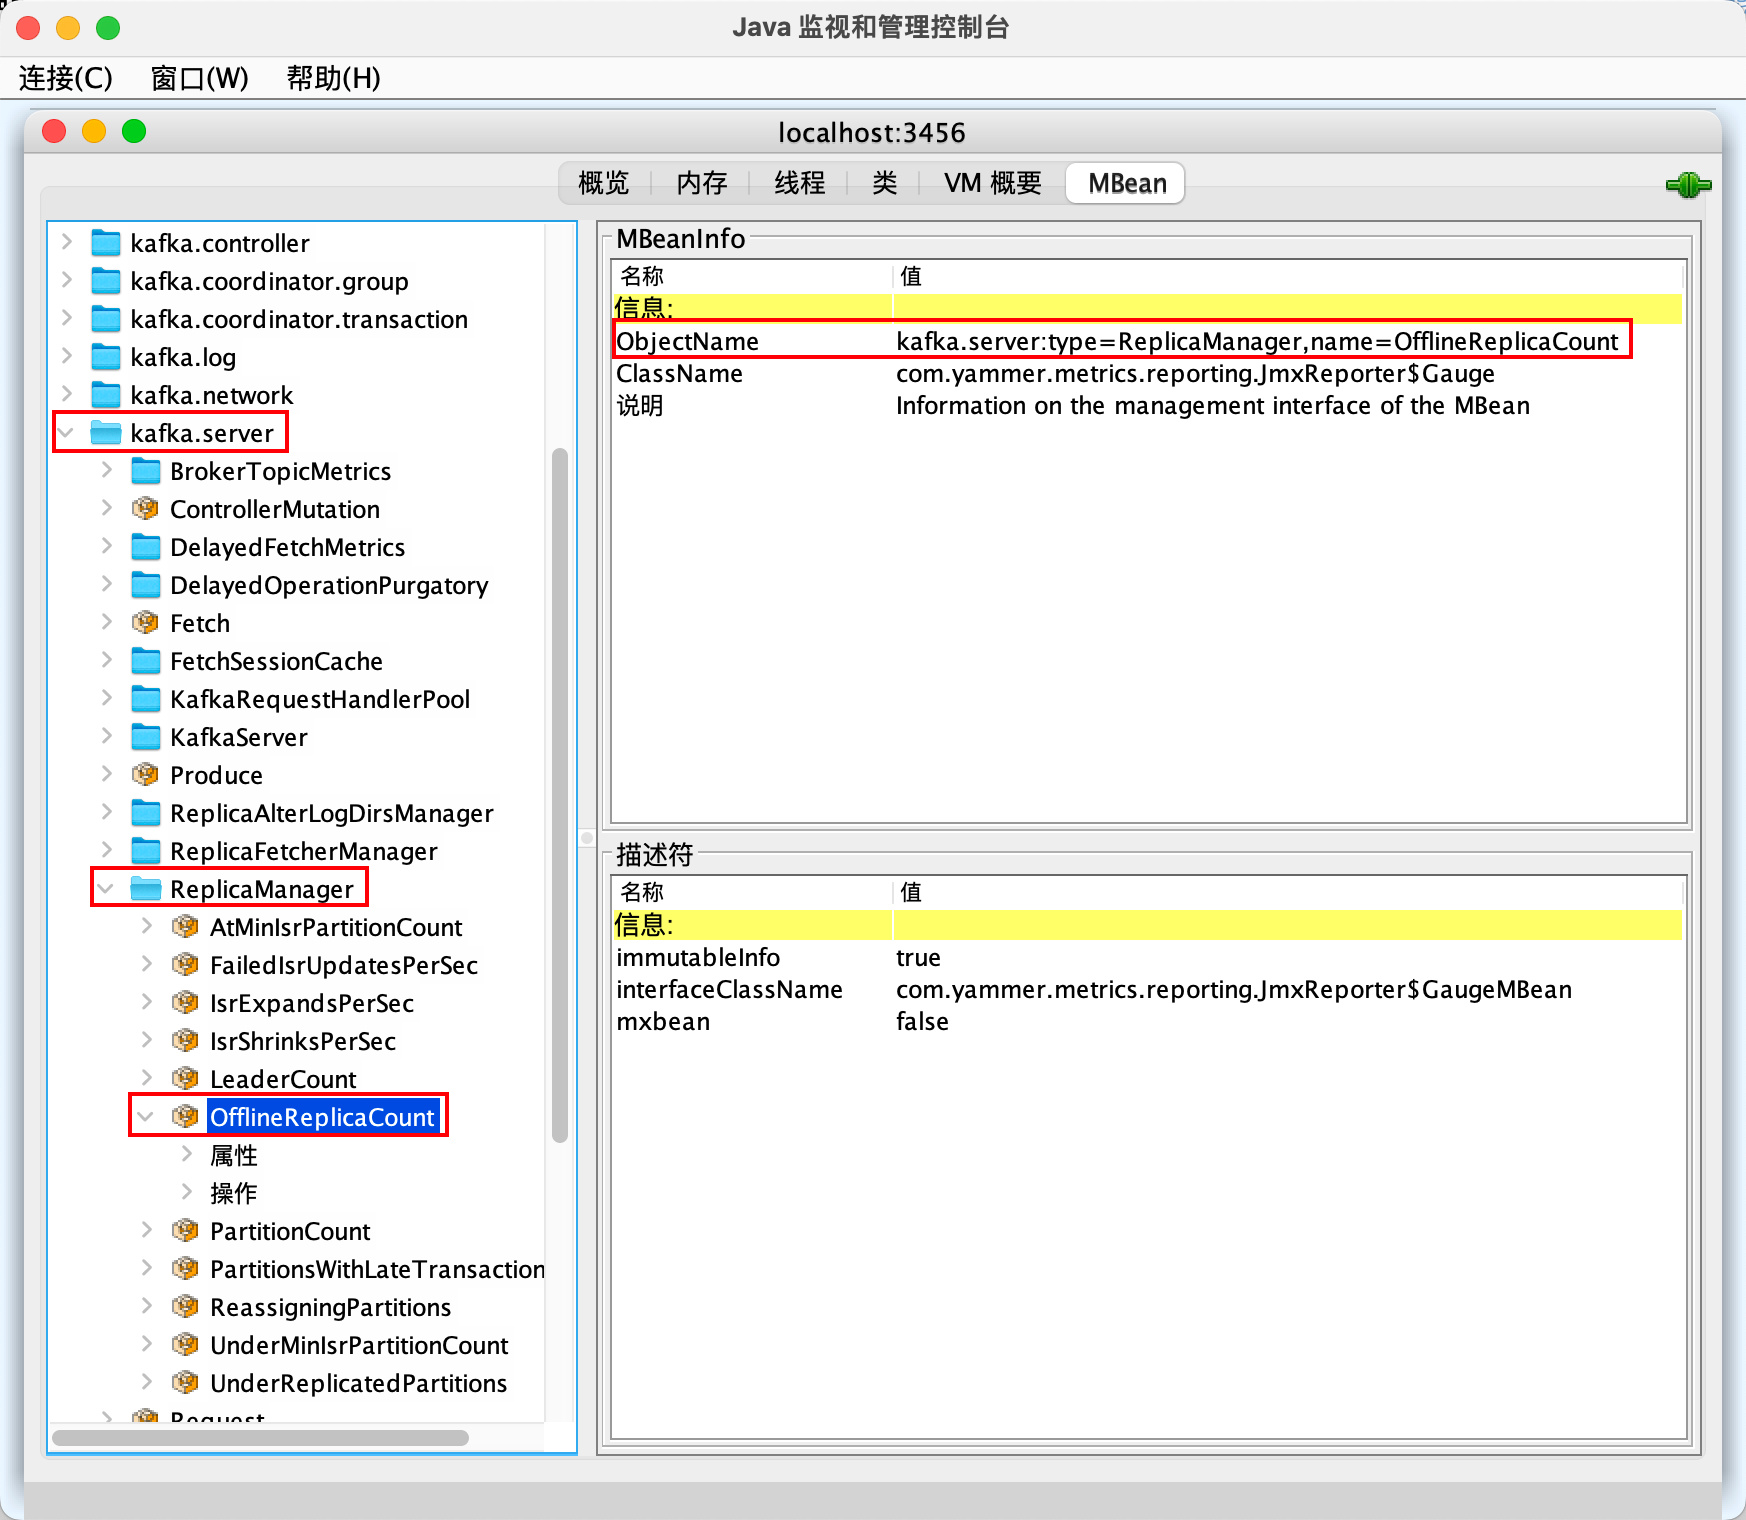 Java 监视和管理控制台
连接(C) 窗口(W) 帮助(H)
localhost:3456
概览 内存 线程 类 VM 概要 MBean
kafka.controller
kafka.coordinator.group
kafka.coordinator.transaction
kafka.log
kafka.network
kafka.server
BrokerTopicMetrics
ControllerMutation
DelayedFetchMetrics
DelayedOperationPurgatory
Fetch
FetchSessionCache
KafkaRequestHandlerPool
KafkaServer
Produce
ReplicaAlterLogDirsManager
ReplicaFetcherManager
ReplicaManager
AtMinIsrPartitionCount
FailedIsrUpdatesPerSec
IsrExpandsPerSec
IsrShrinksPerSec
LeaderCount
OfflineReplicaCount
属性
操作
PartitionCount
PartitionsWithLateTransaction
ReassigningPartitions
UnderMinIsrPartitionCount
UnderReplicatedPartitions
Request
MBeanInfo
名称 值
信息:
ObjectName kafka.server:type=ReplicaManager,name=OfflineReplicaCount
ClassName com.yammer.metrics.reporting.JmxReporter$Gauge
说明 Information on the management interface of the MBean
描述符
名称 值
信息:
immutableInfo true
interfaceClassName com.yammer.metrics.reporting.JmxReporter$GaugeMBean
mxbean false